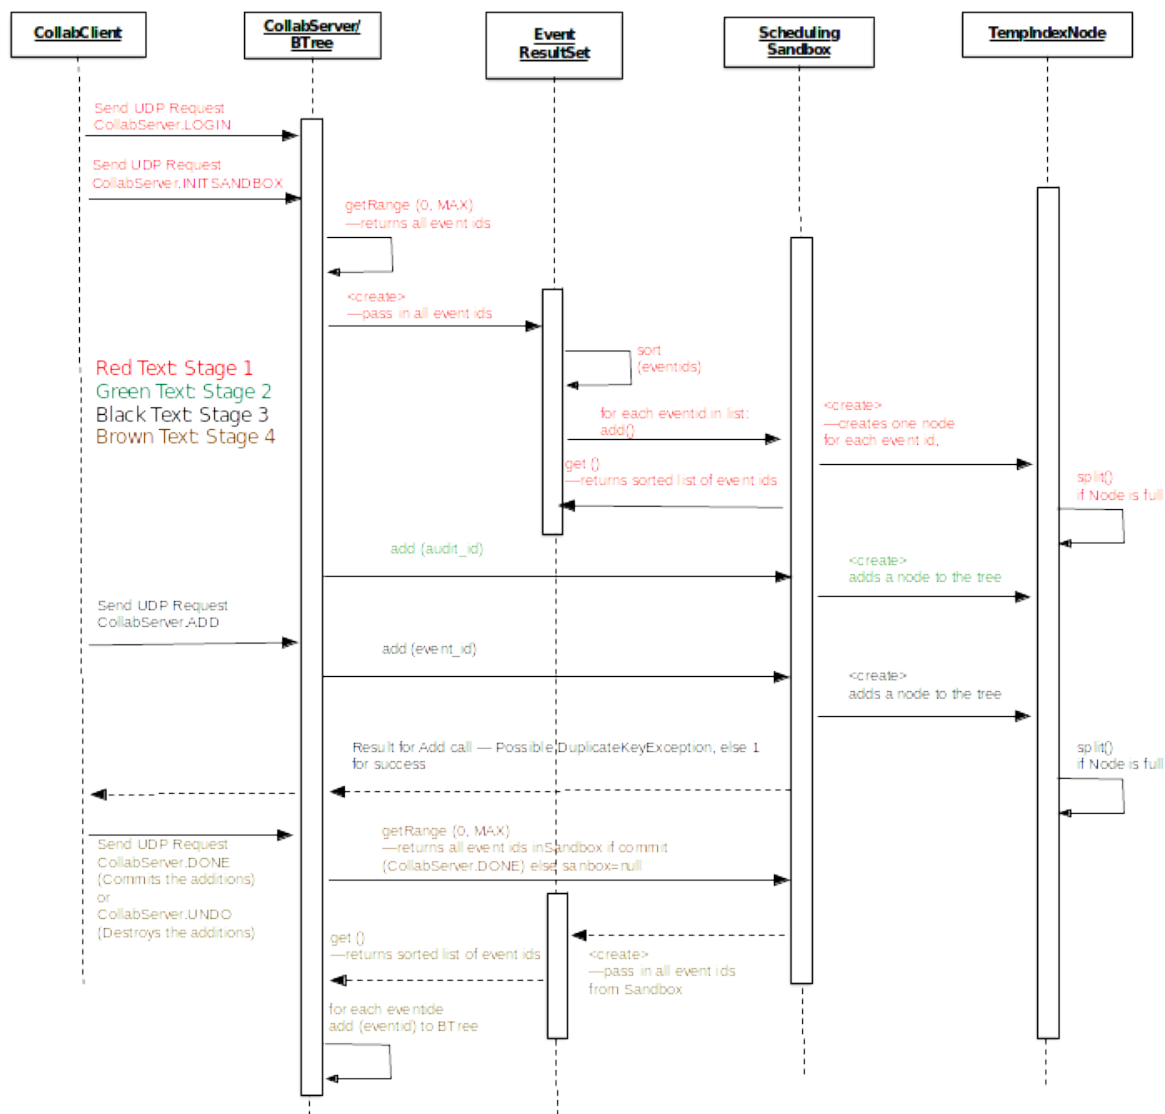 CollabClient
CollabServer/
BTree
Event
ResultSet
Scheduling
Sandbox
TempIndexNode
Send UDP Request
CollabServer.LOGIN
Send UDP Request
CollabServer.INITSANDBOX
getRange (0, MAX)
—returns all event ids
<create>
—pass in all event ids
sort
(eventids)
Red Text: Stage 1
Green Text: Stage 2
Black Text: Stage 3
Brown Text: Stage 4
for each eventid in list:
add()
<create>
—creates one node
for each event id,
get ()
—returns sorted list of event ids
split()
if Node is full
add (audit_id)
<create>
adds a node to the tree
Send UDP Request
CollabServer.ADD
add (event_id)
<create>
adds a node to the tree
Result for Add call — Possible DuplicateKeyException, else 1
for success
split()
if Node is full
Send UDP Request
CollabServer.DONE
(Commits the additions)
or
CollabServer.UNDO
(Destroys the additions)
getRange (0, MAX)
—returns all event ids inSandbox if commit
(CollabServer.DONE) else sanbox=null
get ()
—returns sorted list of event ids
<create>
—pass in all event ids
from Sandbox
for each eventide
add (eventid) to BTree